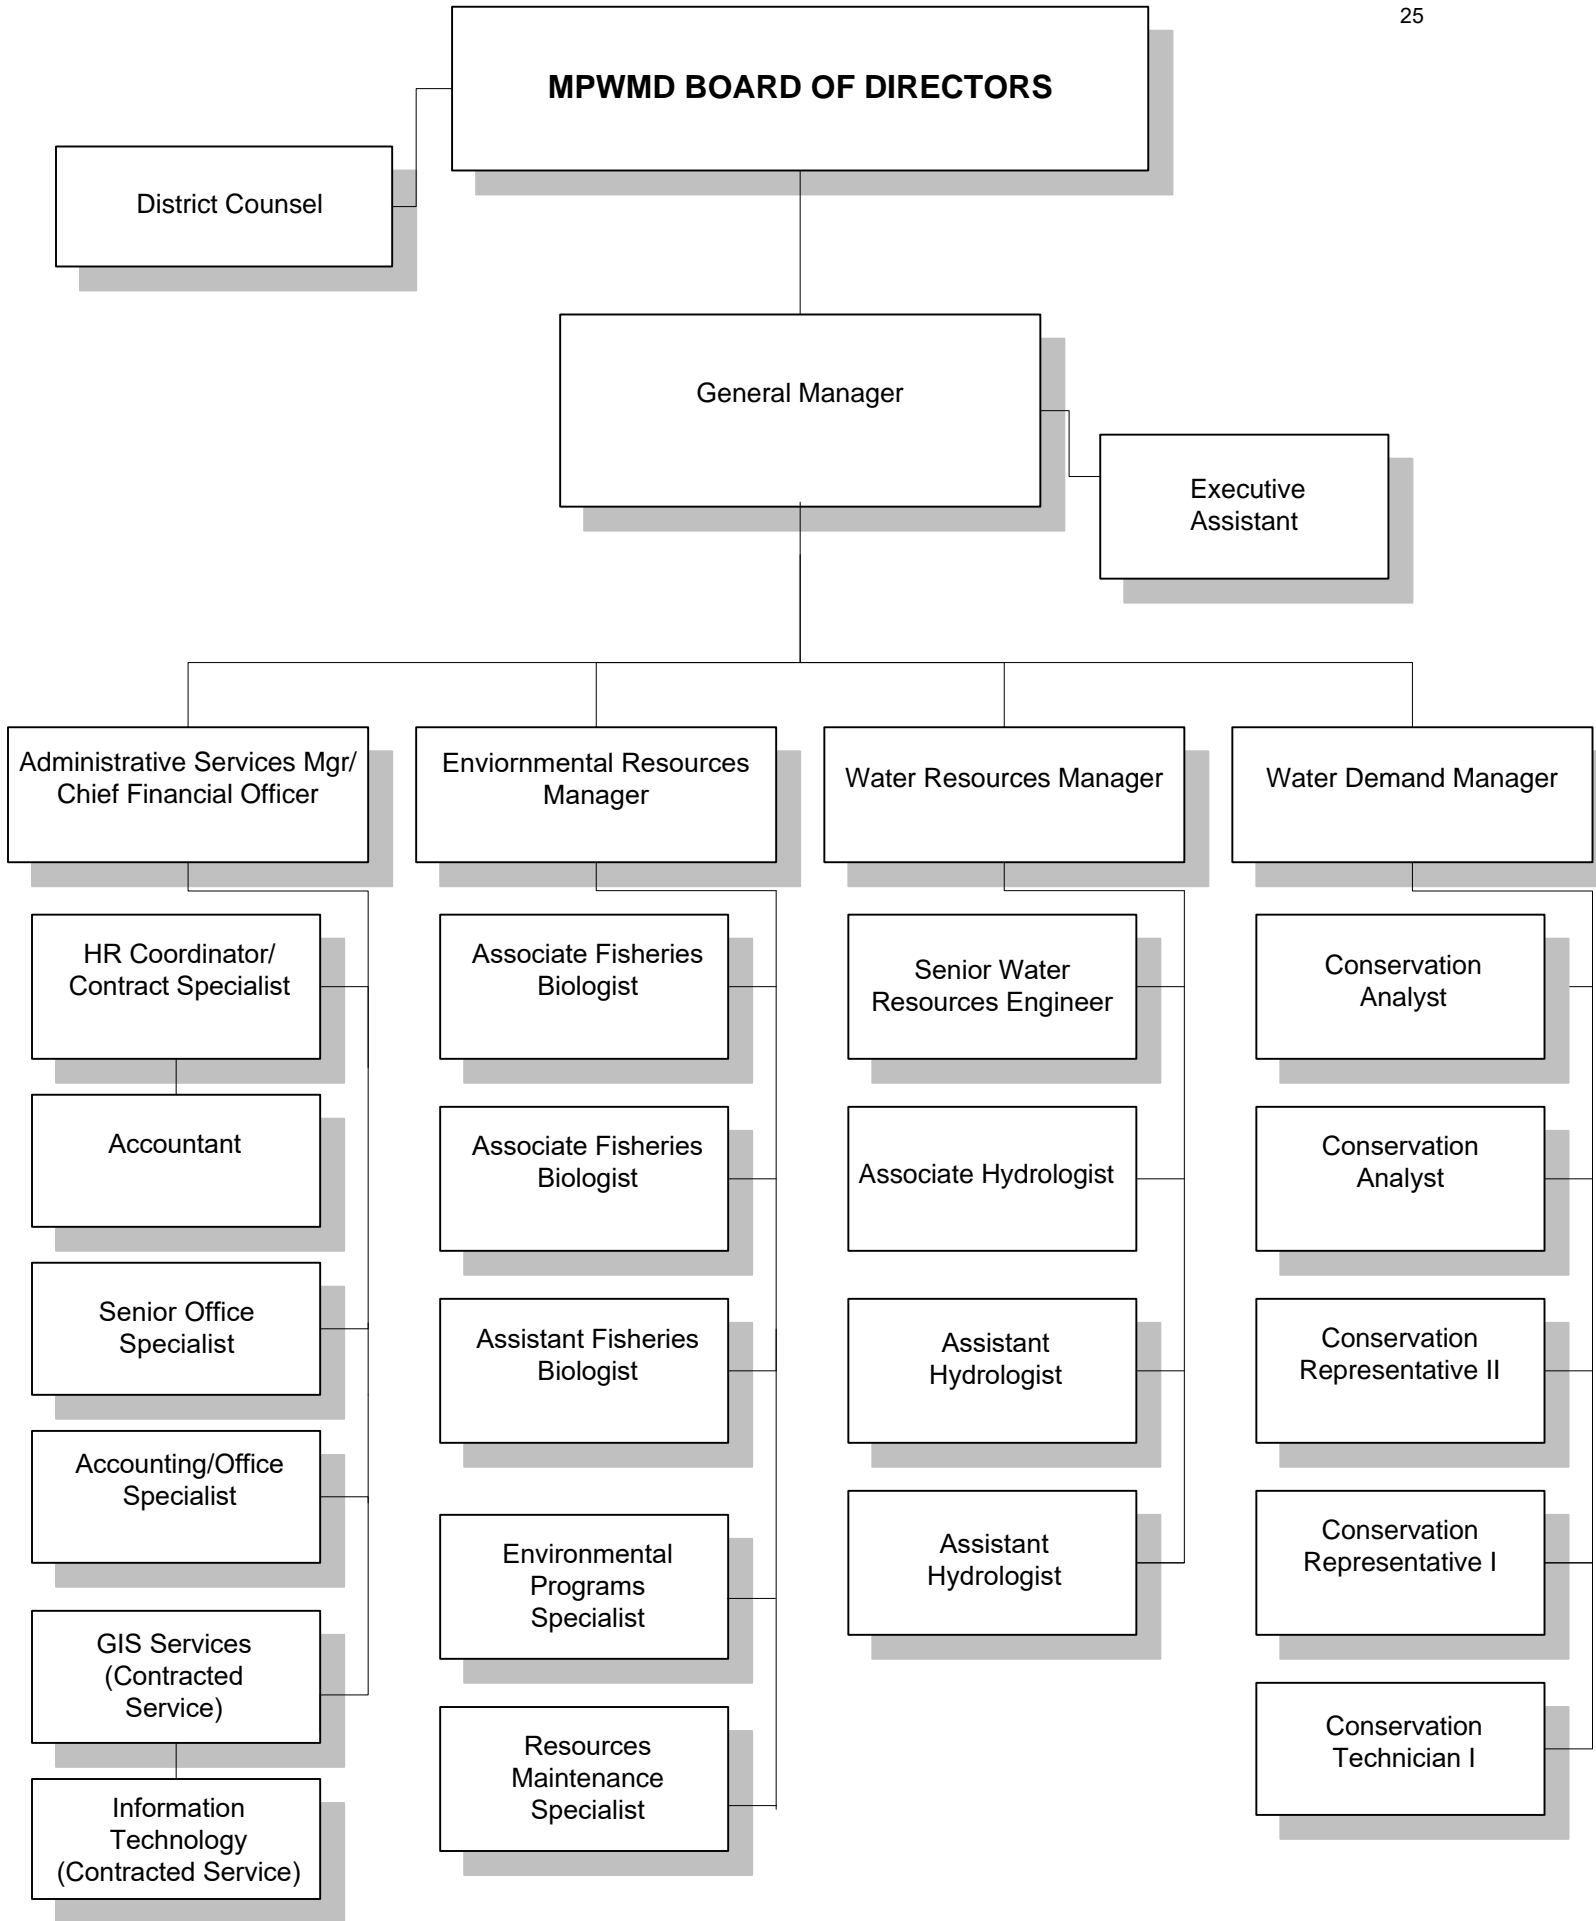 25
MPWMD BOARD OF DIRECTORS
District Counsel
General Manager
Executive
Assistant
Administrative Services Mgr/
Chief Financial Officer
Enviornmental Resources
Manager
Water Resources Manager
Water Demand Manager
HR Coordinator/
Contract Specialist
Accountant
Senior Office
Specialist
Accounting/Office
Specialist
GIS Services
(Contracted
Service)
Information
Technology
(Contracted Service)
Associate Fisheries
Biologist
Associate Fisheries
Biologist
Assistant Fisheries
Biologist
Environmental
Programs
Specialist
Resources
Maintenance
Specialist
Senior Water
Resources Engineer
Associate Hydrologist
Assistant
Hydrologist
Assistant
Hydrologist
Conservation
Analyst
Conservation
Analyst
Conservation
Representative II
Conservation
Representative I
Conservation
Technician I